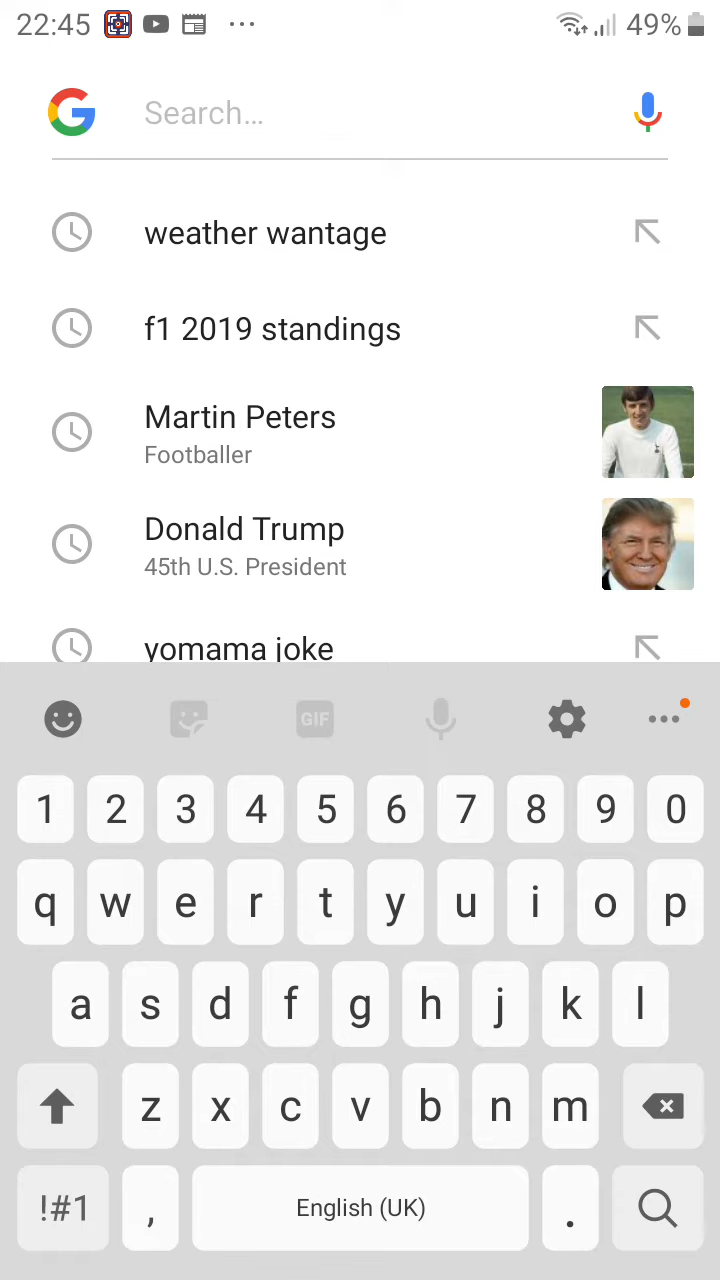 22:45 49%
Search...
weather wantage
f1 2019 standings
Martin Peters
Footballer
Donald Trump
45th U.S. President
yomama joke
GIF
1 2 3 4 5 6 7 8 9 0
q w e r t y u i o p
a s d f g h j k l
z x c v b n m
!#1 , English (UK) .